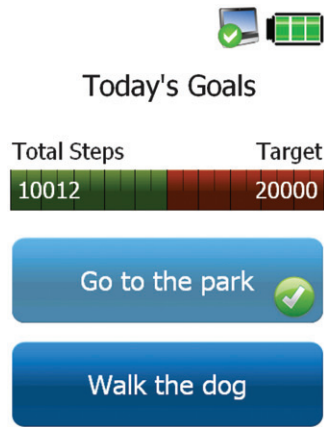 Today's Goals
Total Steps Target
10012 20000
Go to the park
Walk the dog